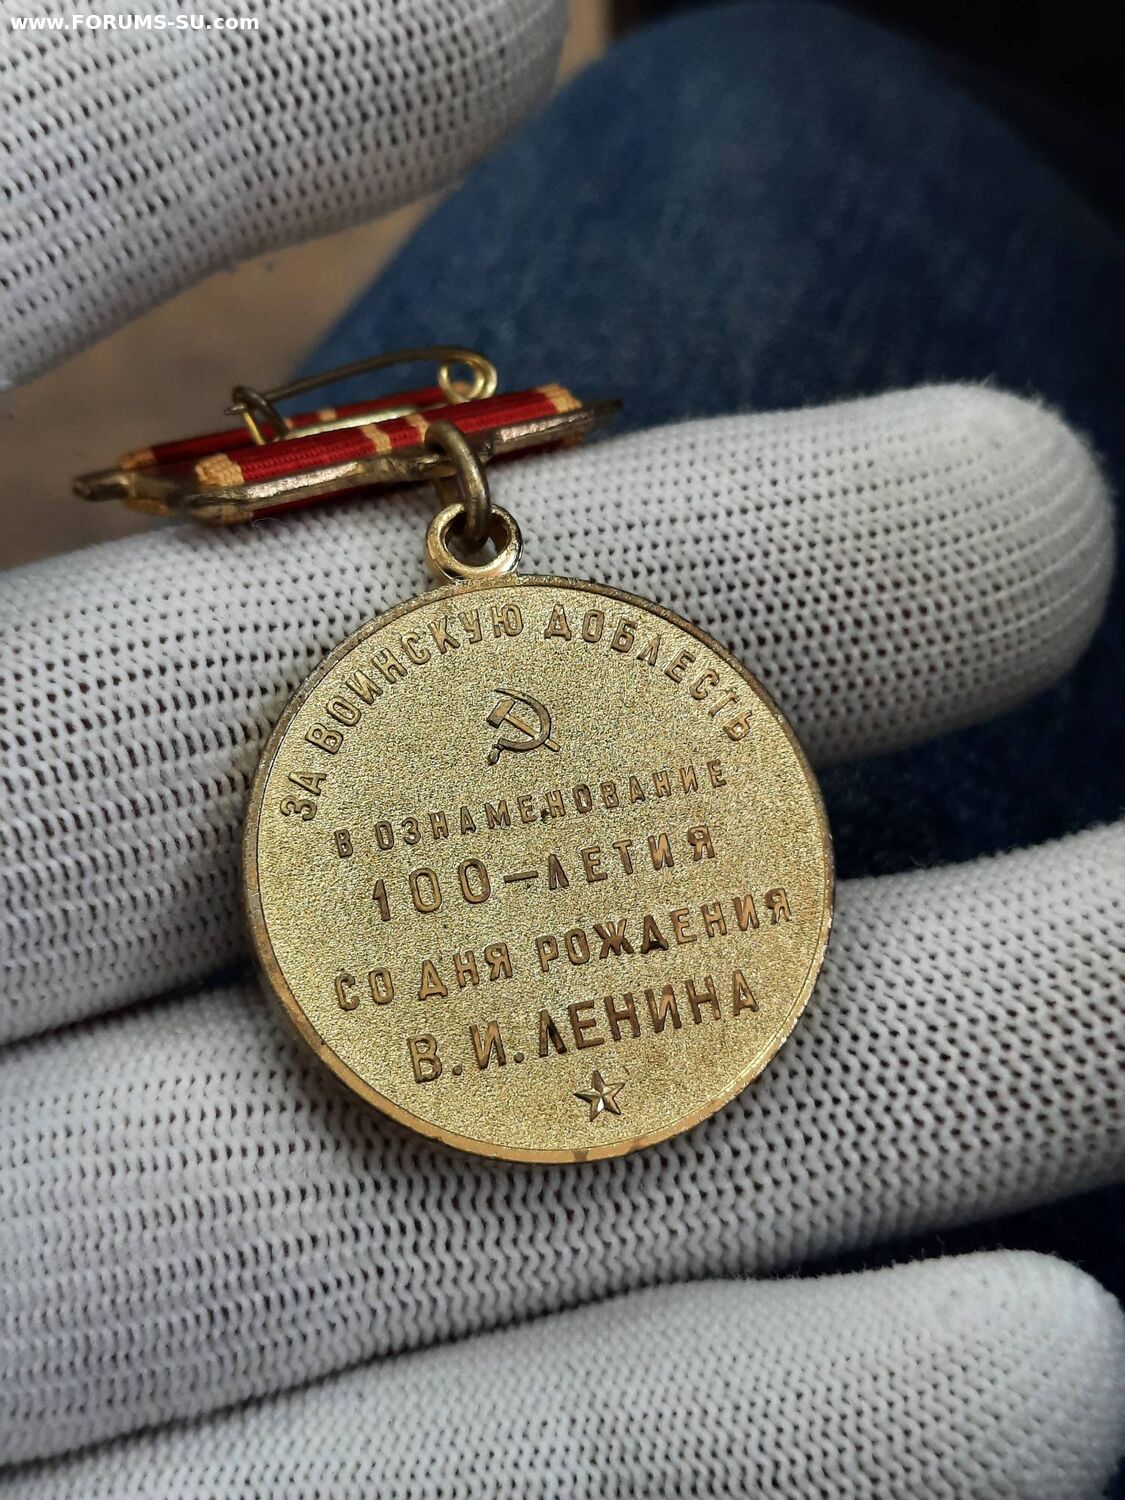 www.FORUMS-SU.com
ЗА ВОИНСКУЮ ДОБЛЕСТЬ
В ОЗНАМЕНОВАНИЕ
100-ЛЕТИЯ
СО ДНЯ РОЖДЕНИЯ
В.И.ЛЕНИНА